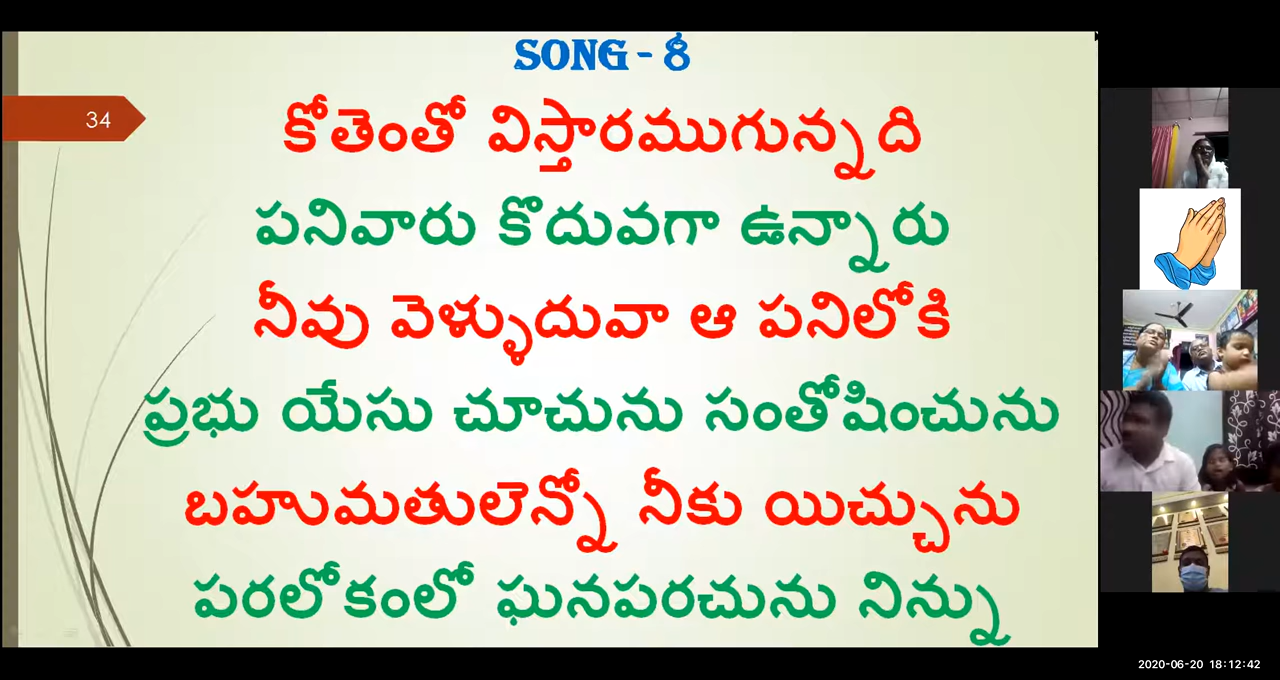 SONG - 8
34
కోతెంతో విస్తారముగున్నది
పనివారు కొదువగా ఉన్నారు
నీవు వెళ్ళుదువా ఆ పనిలోకి
ప్రభు యేసు చూచును సంతోషించును
బహుమతులెన్నో నీకు యిచ్చును
పరలోకంలో ఘనపరచును నిన్ను
2020-06-20 18:12:42